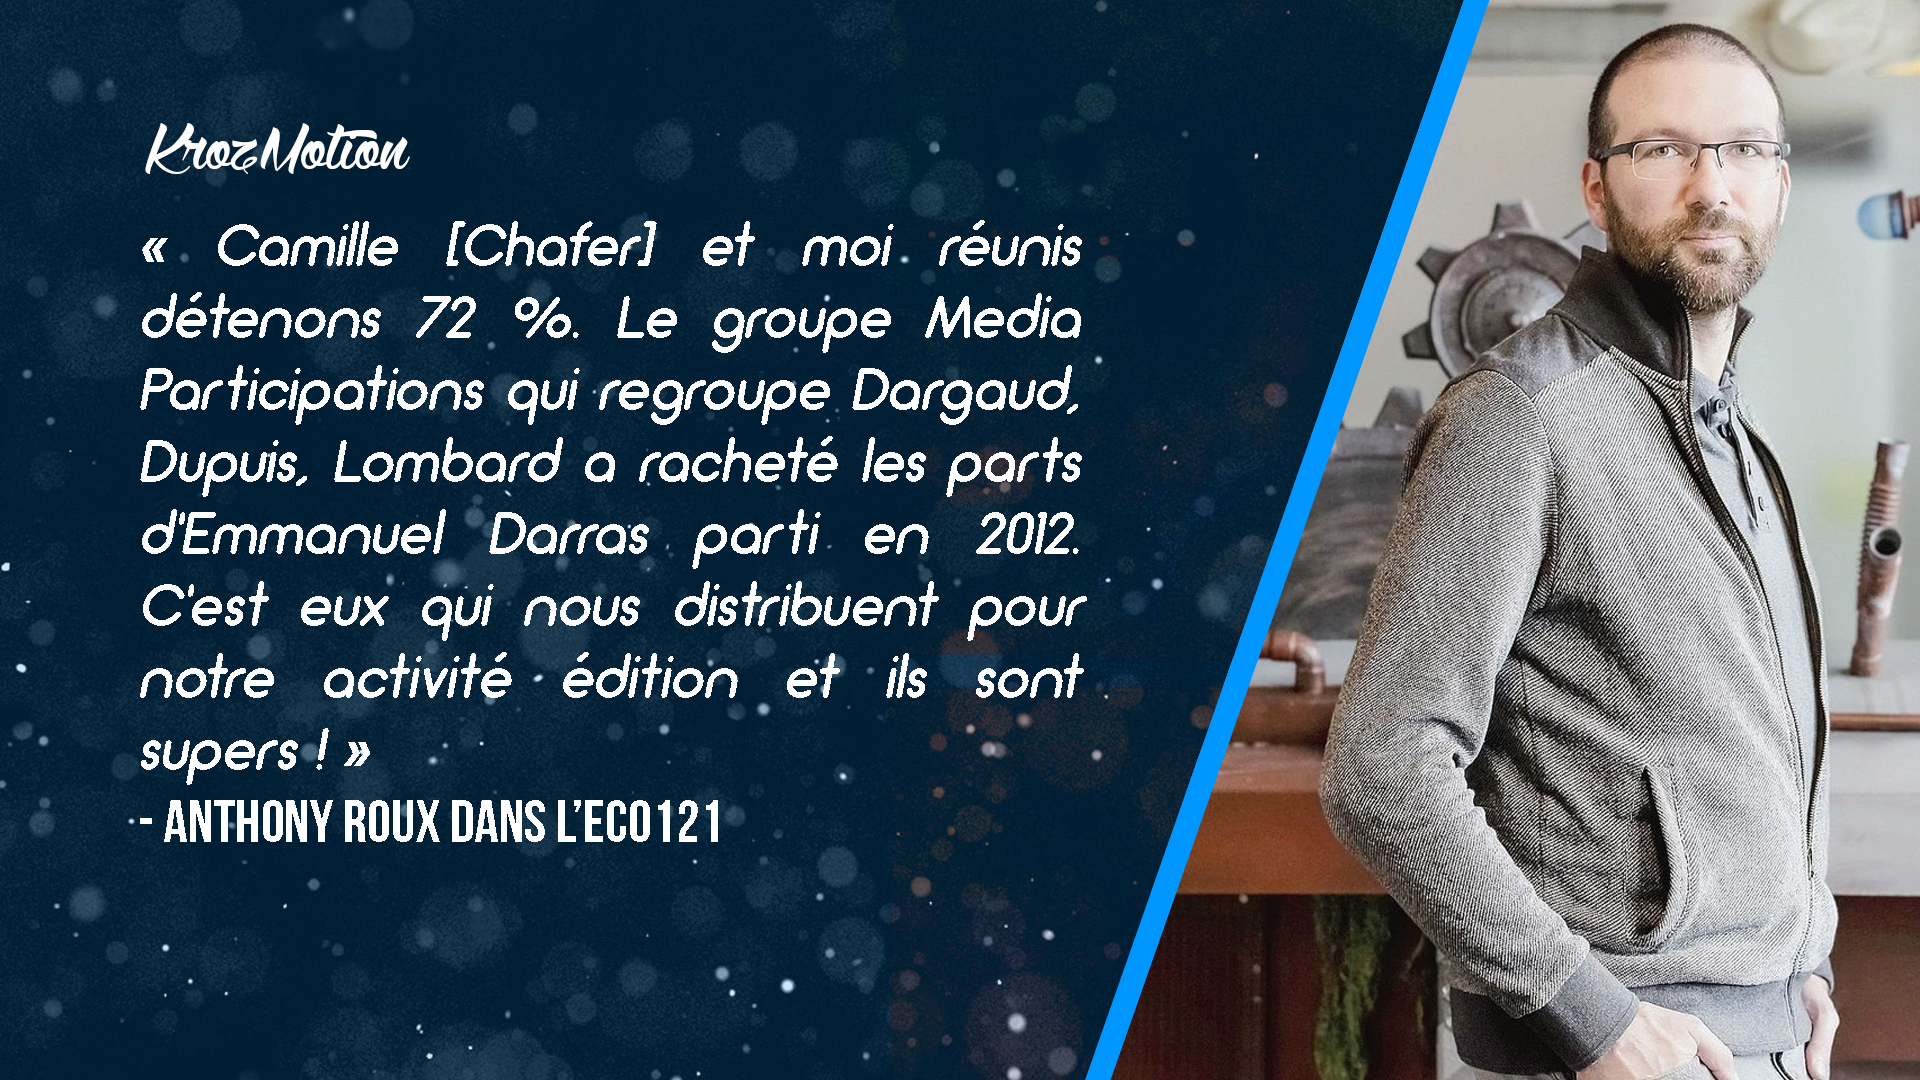 KrozMotion
« Camille [Chafer] et moi réunis
détenons 72 %. Le groupe Media
Participations qui regroupe Dargaud,
Dupuis, Lombard a racheté les parts
d'Emmanuel Darras parti en 2012.
C'est eux qui nous distribuent pour
notre activité édition et ils sont
supers ! »
- ANTHONY ROUX DANS L’ECO121